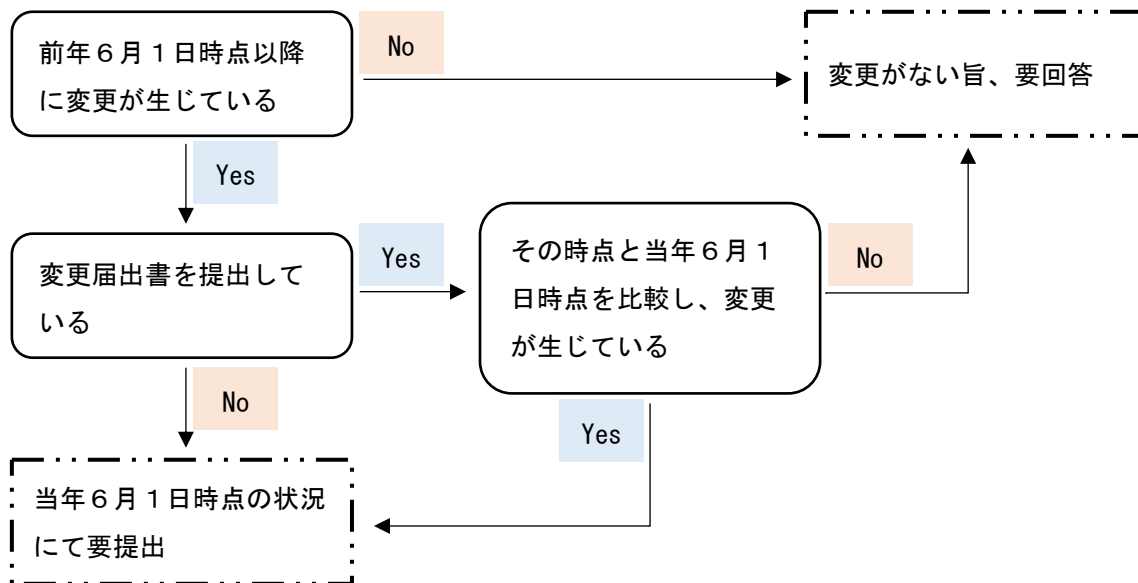 前年６月１日時点以降
に変更が生じている
No
変更がない旨、要回答
Yes
変更届出書を提出して
いる
Yes
その時点と当年６月１
日時点を比較し、変更
が生じている
No
No
Yes
当年６月１日時点の状況
にて要提出